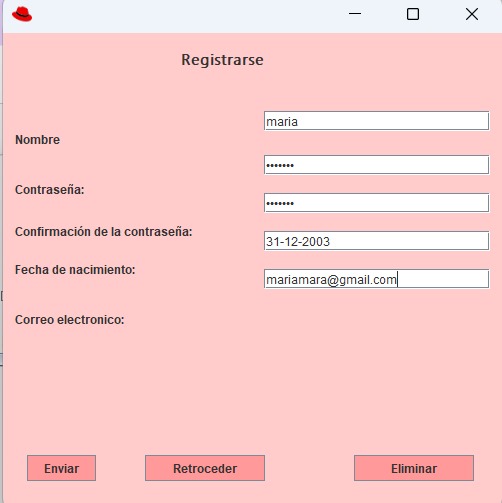 Registrarse
maria
Nombre
•••••••
Contraseña:
•••••••
Confirmación de la contraseña:
31-12-2003
Fecha de nacimiento:
mariamara@gmail.com
Correo electronico:
Enviar Retroceder Eliminar